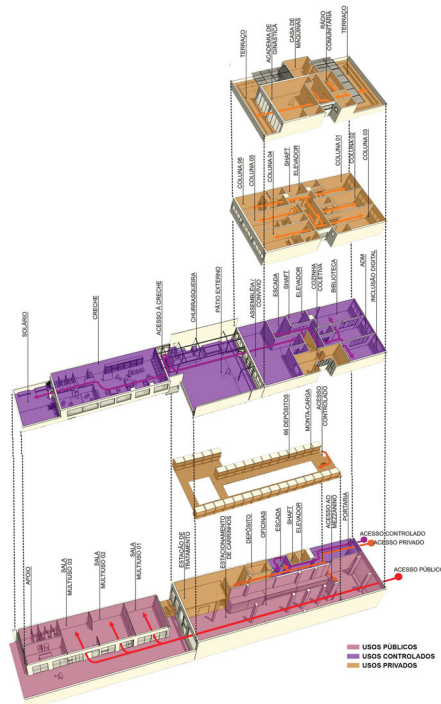 TERRAÇO
ACADEMIA DE
GINÁSTICA
CASA DE
MÁQUINAS
RÁDIO
COMUNITÁRIA
TERRAÇO
COLUNA 06
COLUNA 05
COLUNA 04
SHAFT
ELEVADOR
COLUNA 01
COLUNA 02
COLUNA 03
SOLÁRIO
CRECHE
ACESSO À CRECHE
CHURRASQUEIRA
PÁTIO EXTERNO
ASSEMBLÉIA /
CONVÍVIO
ESCADA
SHAFT
ELEVADOR
COZINHA
COLETIVA
BIBLIOTECA
ADM
INCLUSÃO DIGITAL
66 DEPÓSITOS
MONTA-CARGA
ACESSO
CONTROLADO
APOIO
SALA
MULTIUSO 03
SALA
MULTIUSO 02
SALA
MULTIUSO 01
ESTAÇÃO DE
TRATAMENTO
ESTACIONAMENTO
DE CARRINHOS
DEPÓSITO
OFICINAS
ESCADA
SHAFT
ELEVADOR
ACESSO AO
MEZZANINO
PORTARIA
ACESSO CONTROLADO
ACESSO PRIVADO
ACESSO PÚBLICO
USOS PÚBLICOS
USOS CONTROLADOS
USOS PRIVADOS